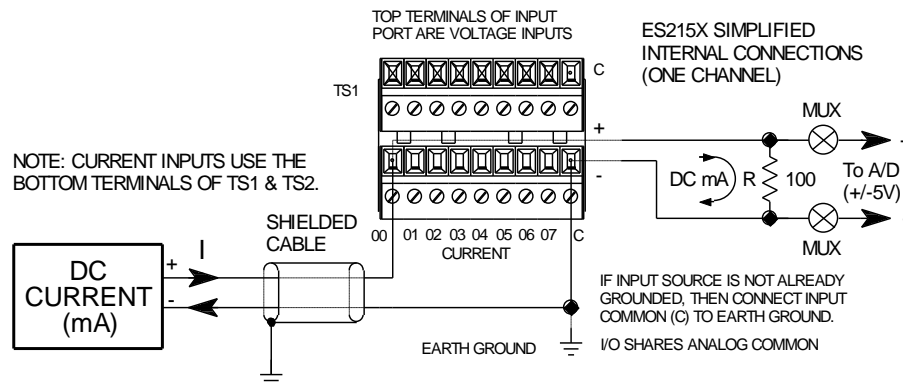 TOP TERMINALS OF INPUT
PORT ARE VOLTAGE INPUTS
ES215X SIMPLIFIED
INTERNAL CONNECTIONS
(ONE CHANNEL)
C
TS1
MUX
+
NOTE: CURRENT INPUTS USE THE
BOTTOM TERMINALS OF TS1 & TS2.
-
DC mA
R
100
To A/D
(+/-5V)
SHIELDED
CABLE
00 01 02 03 04 05 06 07 C
CURRENT
MUX
I
+
-
DC
CURRENT
(mA)
IF INPUT SOURCE IS NOT ALREADY
GROUNDED, THEN CONNECT INPUT
COMMON (C) TO EARTH GROUND.
EARTH GROUND
I/O SHARES ANALOG COMMON